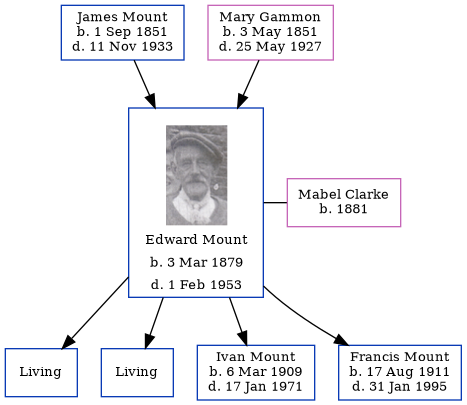 James Mount
b. 1 Sep 1851
d. 11 Nov 1933
Mary Gammon
b. 3 May 1851
d. 25 May 1927
Edward Mount
b. 3 Mar 1879
d. 1 Feb 1953
Mabel Clarke
b. 1881
Living
Living
Ivan Mount
b. 6 Mar 1909
d. 17 Jan 1971
Francis Mount
b. 17 Aug 1911
d. 31 Jan 1995